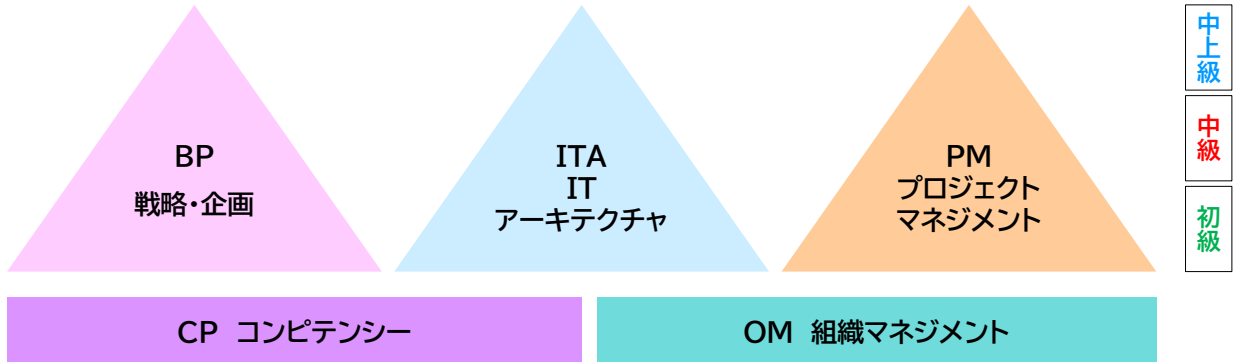 BP
戦略・企画
ITA
IT
アーキテクチャ
PM
プロジェクト
マネジメント
中上級
中級
初級
CP コンピテンシー
OM 組織マネジメント